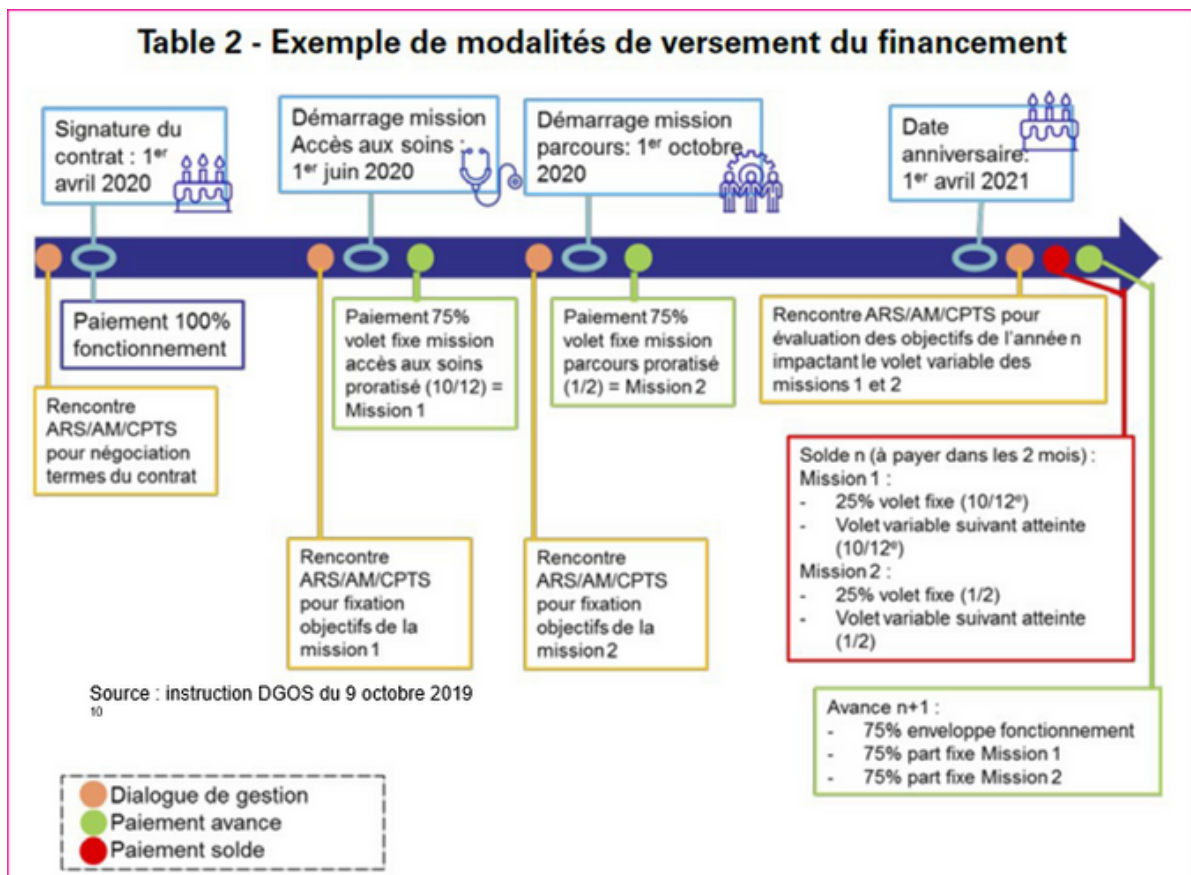 Table 2 - Exemple de modalités de versement du financement
Signature du
contrat : 1er
avril 2020
Démarrage mission
Accès aux soins :
1er juin 2020
Démarrage mission
parcours: 1er octobre
2020
Date
anniversaire:
1er avril 2021
Paiement 100%
fonctionnement
Paiement 75%
volet fixe mission
accès aux soins
proratisé (10/12) =
Mission 1
Paiement 75%
volet fixe mission
parcours proratisé
(1/2) = Mission 2
Rencontre ARS/AM/CPTS pour
évaluation des objectifs de l'année n
impactant le volet variable des
missions 1 et 2
Rencontre
ARS/AM/CPTS
pour négociation
termes du contrat
Rencontre
ARS/AM/CPTS
pour fixation
objectifs de la
mission 1
Rencontre
ARS/AM/CPTS
pour fixation
objectifs de la
mission 2
Solde n (à payer dans les 2 mois) :
Mission 1 :
- 25% volet fixe (10/12e)
- Volet variable suivant atteinte
(10/12e)
Mission 2 :
- 25% volet fixe (1/2)
- Volet variable suivant atteinte
(1/2)
Source : instruction DGOS du 9 octobre 2019
10
Avance n+1 :
- 75% enveloppe fonctionnement
- 75% part fixe Mission 1
- 75% part fixe Mission 2
Dialogue de gestion
Paiement avance
Paiement solde